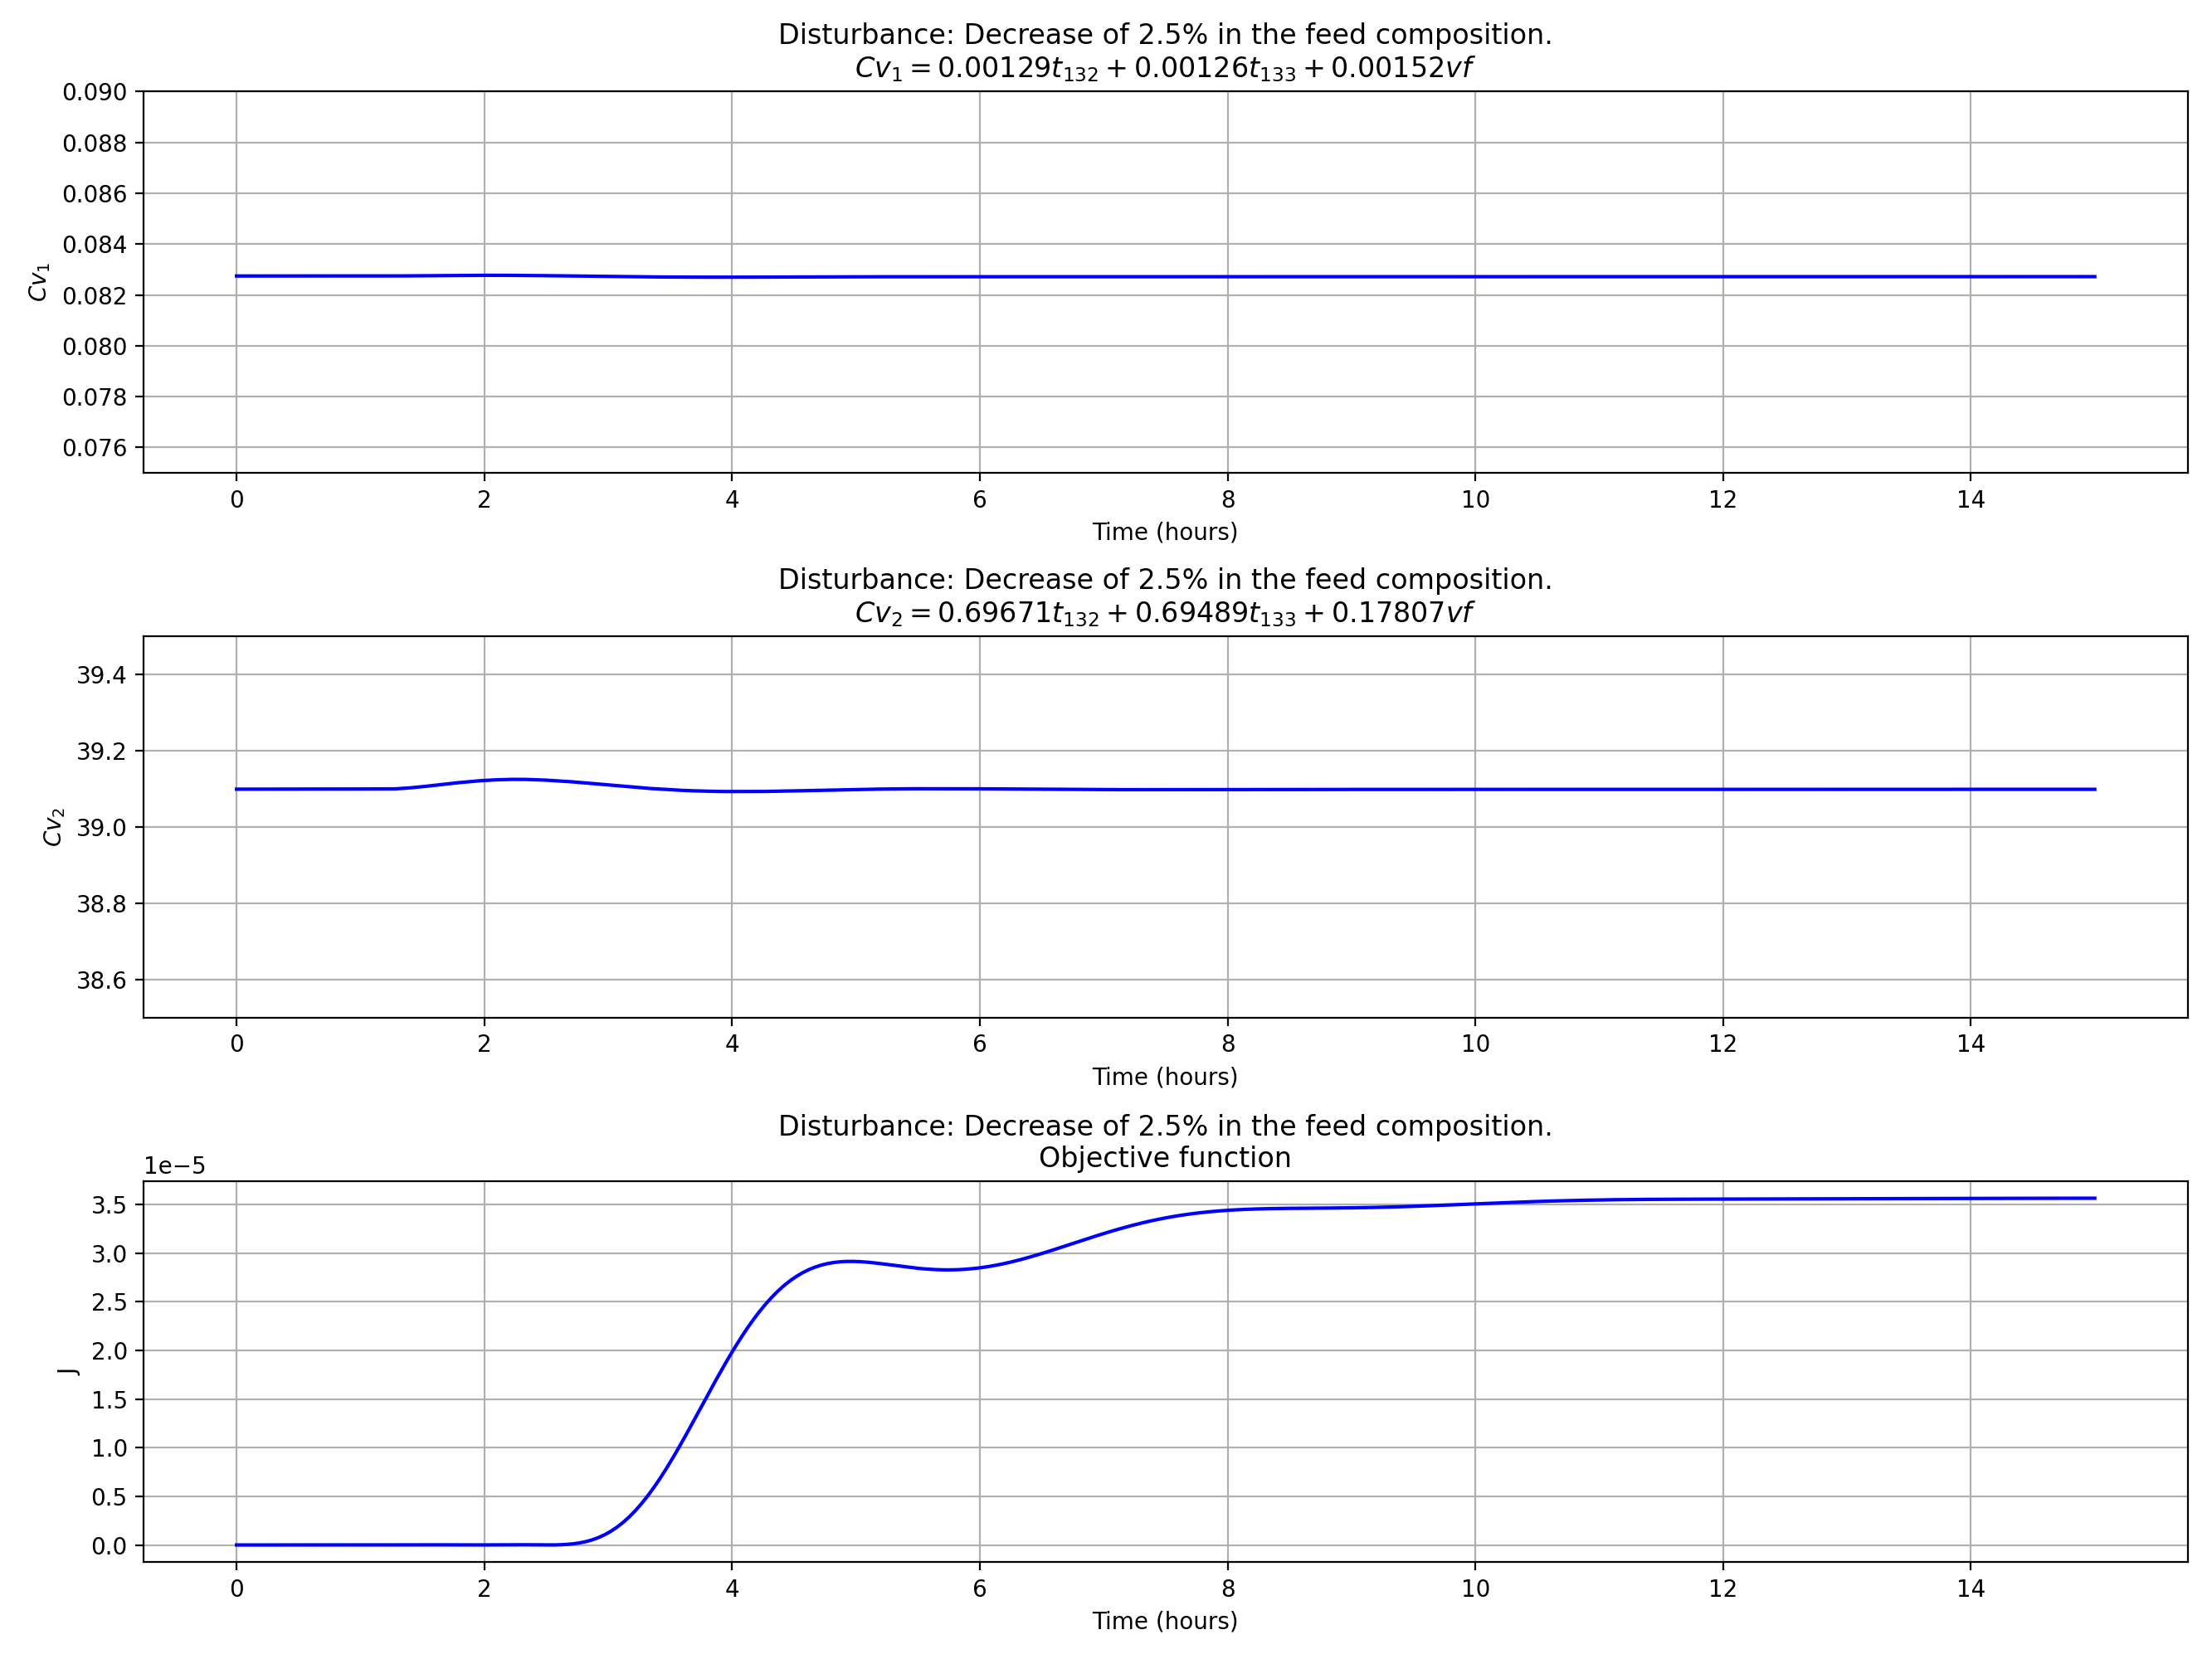 Disturbance: Decrease of 2.5% in the feed composition.
Cv₁ = 0.00129t₁₃₂ + 0.00126t₁₃₃ + 0.00152vf
0.090
0.088
0.086
0.084
0.082
0.080
0.078
0.076
Cv₁
0 2 4 6 8 10 12 14
Time (hours)
Disturbance: Decrease of 2.5% in the feed composition.
Cv₂ = 0.69671t₁₃₂ + 0.69489t₁₃₃ + 0.17807vf
39.4
39.2
39.0
38.8
38.6
Cv₂
0 2 4 6 8 10 12 14
Time (hours)
Disturbance: Decrease of 2.5% in the feed composition.
Objective function
1e−5
3.5
3.0
2.5
2.0
1.5
1.0
0.5
0.0
J
0 2 4 6 8 10 12 14
Time (hours)